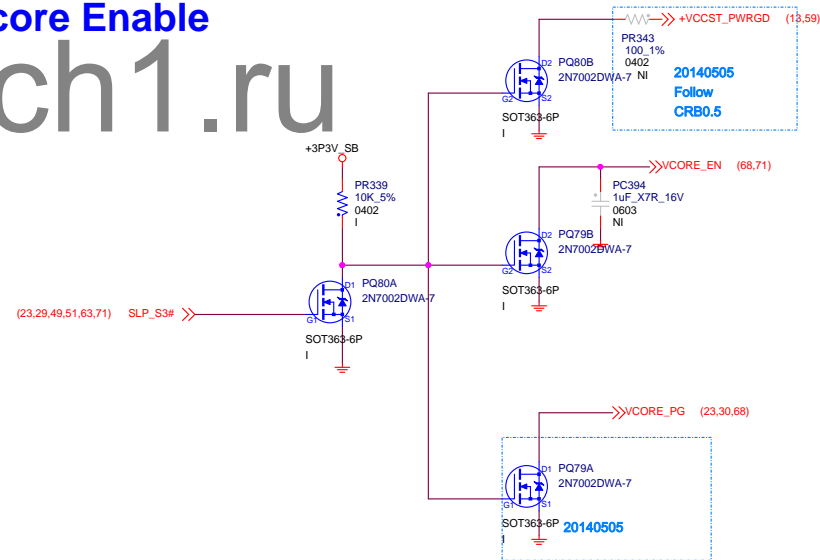 core Enable
ch1.ru
+VCCST_PWRGD (13,59)
PR343
100_1%
0402
NI
20140505
Follow
CRB0.5
D2
PQ80B
2N7002DWA-7
G2
S2
SOT363-6P
I
+3P3V_SB
PR339
10K_5%
0402
I
VCORE_EN (68,71)
PC394
1uF_X7R_16V
0603
NI
D2
PQ79B
2N7002DWA-7
G2
S2
SOT363-6P
I
D1
PQ80A
2N7002DWA-7
(23,29,49,51,63,71) SLP_S3#
G1
S1
SOT363-6P
I
VCORE_PG (23,30,68)
D1
PQ79A
2N7002DWA-7
G1
S1
SOT363-6P
20140505
I